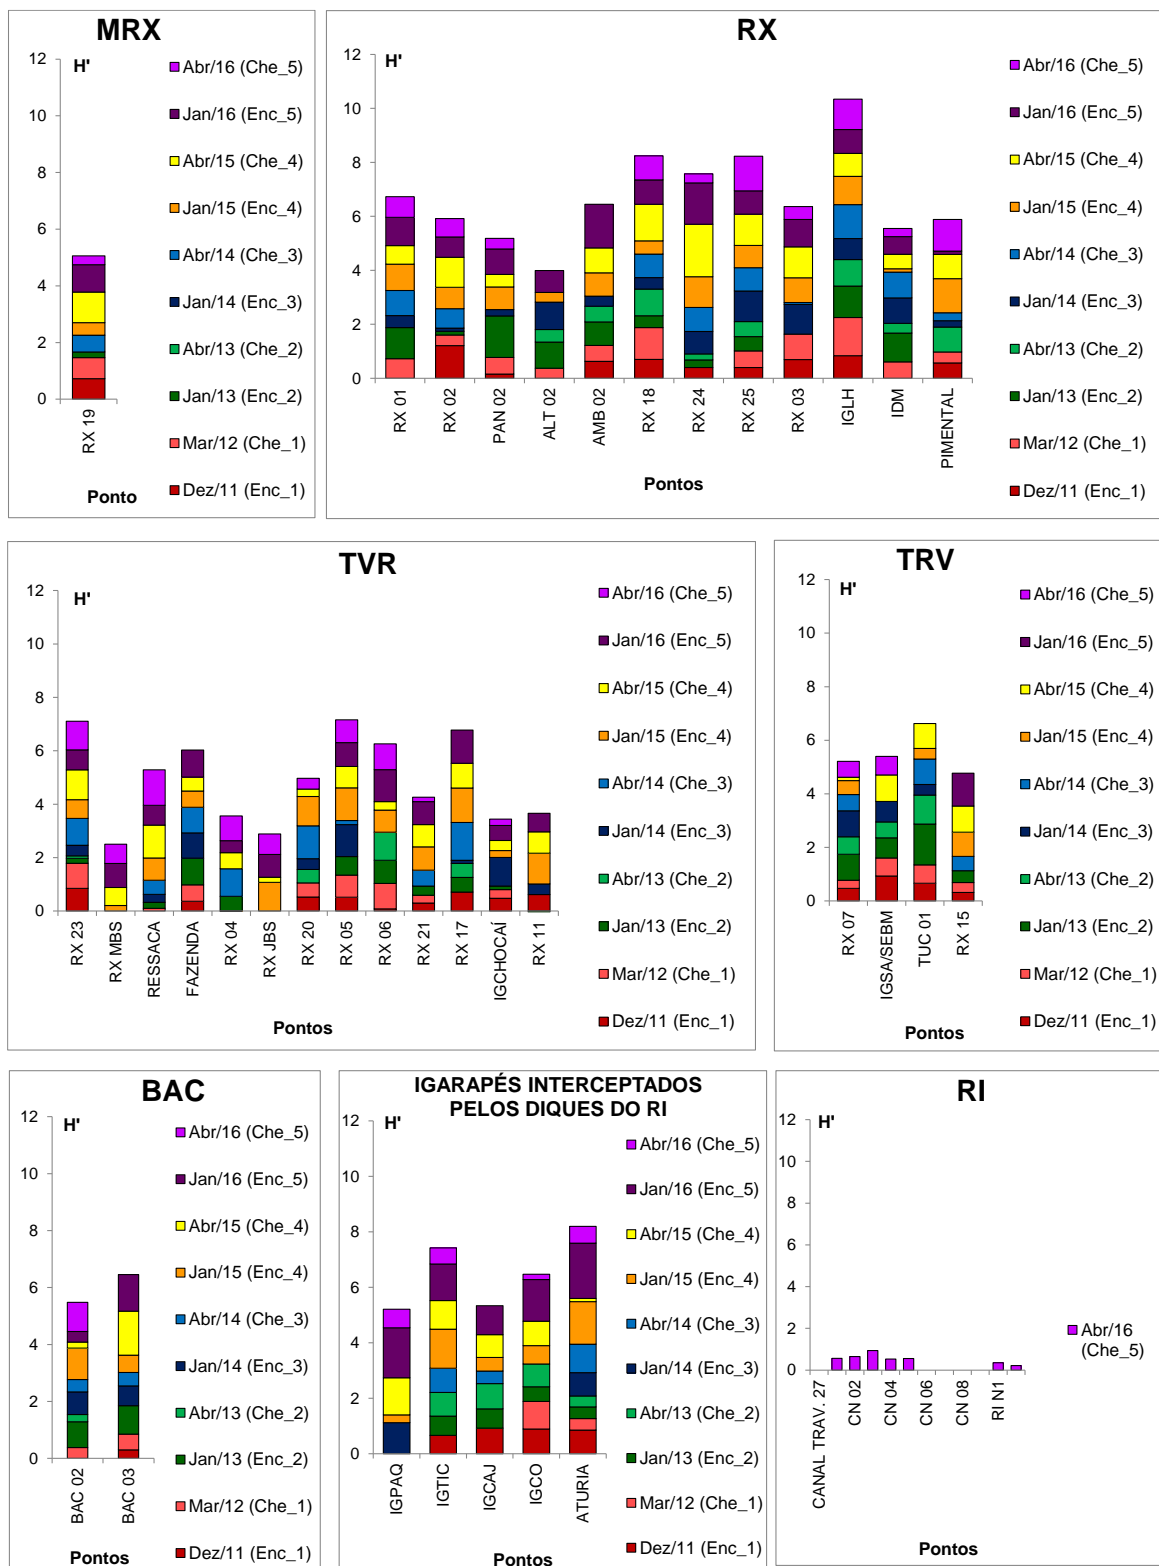 MRX
H'
12
10
8
6
4
2
0
RX 19
Ponto
Abr/16 (Che_5)
Jan/16 (Enc_5)
Abr/15 (Che_4)
Jan/15 (Enc_4)
Abr/14 (Che_3)
Jan/14 (Enc_3)
Abr/13 (Che_2)
Jan/13 (Enc_2)
Mar/12 (Che_1)
Dez/11 (Enc_1)
RX
H'
12
10
8
6
4
2
0
RX 01
RX 02
PAN 02
ALT 02
AMB 02
RX 18
RX 24
RX 25
RX 03
IGLH
IDM
PIMENTAL
Pontos
Abr/16 (Che_5)
Jan/16 (Enc_5)
Abr/15 (Che_4)
Jan/15 (Enc_4)
Abr/14 (Che_3)
Jan/14 (Enc_3)
Abr/13 (Che_2)
Jan/13 (Enc_2)
Mar/12 (Che_1)
Dez/11 (Enc_1)
TVR
H'
12
10
8
6
4
2
0
RX 23
RX MBS
RESSACA
FAZENDA
RX 04
RX JBS
RX 20
RX 05
RX 06
RX 21
RX 17
IGCHOCAÍ
RX 11
Pontos
Abr/16 (Che_5)
Jan/16 (Enc_5)
Abr/15 (Che_4)
Jan/15 (Enc_4)
Abr/14 (Che_3)
Jan/14 (Enc_3)
Abr/13 (Che_2)
Jan/13 (Enc_2)
Mar/12 (Che_1)
Dez/11 (Enc_1)
TRV
H'
12
10
8
6
4
2
0
RX 07
IGSA/SEBM
TUC 01
RX 15
Pontos
Abr/16 (Che_5)
Jan/16 (Enc_5)
Abr/15 (Che_4)
Jan/15 (Enc_4)
Abr/14 (Che_3)
Jan/14 (Enc_3)
Abr/13 (Che_2)
Jan/13 (Enc_2)
Mar/12 (Che_1)
Dez/11 (Enc_1)
BAC
H'
12
10
8
6
4
2
0
BAC 02
BAC 03
Pontos
Abr/16 (Che_5)
Jan/16 (Enc_5)
Abr/15 (Che_4)
Jan/15 (Enc_4)
Abr/14 (Che_3)
Jan/14 (Enc_3)
Abr/13 (Che_2)
Jan/13 (Enc_2)
Mar/12 (Che_1)
Dez/11 (Enc_1)
IGARAPÉS INTERCEPTADOS
PELOS DIQUES DO RI
H'
12
10
8
6
4
2
0
IGPAQ
IGTIC
IGCAJ
IGCO
ATURIA
Pontos
Abr/16 (Che_5)
Jan/16 (Enc_5)
Abr/15 (Che_4)
Jan/15 (Enc_4)
Abr/14 (Che_3)
Jan/14 (Enc_3)
Abr/13 (Che_2)
Jan/13 (Enc_2)
Mar/12 (Che_1)
Dez/11 (Enc_1)
RI
H'
12
10
8
6
4
2
0
CANAL TRAV. 27
CN 02
CN 04
CN 06
CN 08
RI N1
Pontos
Abr/16
(Che_5)